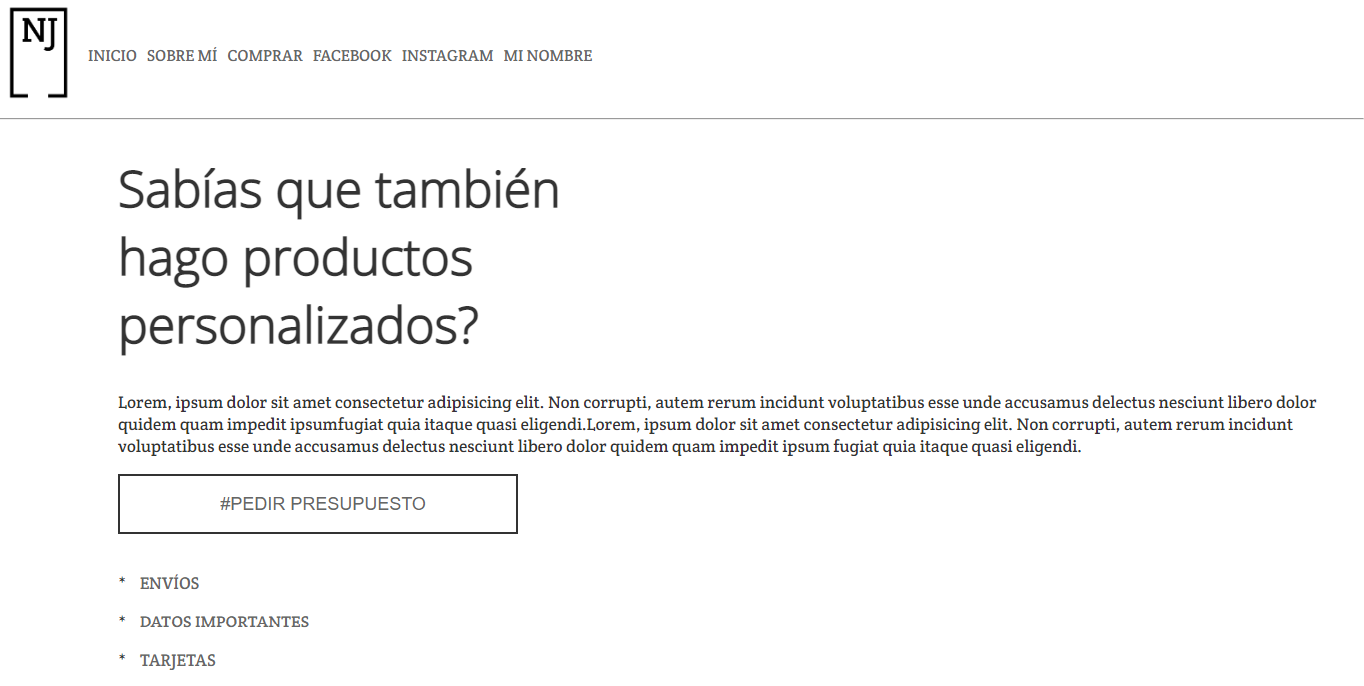 NJ
INICIO SOBRE MÍ COMPRAR FACEBOOK INSTAGRAM MI NOMBRE
Sabías que también
hago productos
personalizados?
Lorem, ipsum dolor sit amet consectetur adipisicing elit. Non corrupti, autem rerum incidunt voluptatibus esse unde accusamus delectus nesciunt libero dolor
quidem quam impedit ipsumfugiat quia itaque quasi eligendi.Lorem, ipsum dolor sit amet consectetur adipisicing elit. Non corrupti, autem rerum incidunt
voluptatibus esse unde accusamus delectus nesciunt libero dolor quidem quam impedit ipsum fugiat quia itaque quasi eligendi.
#PEDIR PRESUPUESTO
* ENVÍOS
* DATOS IMPORTANTES
* TARJETAS